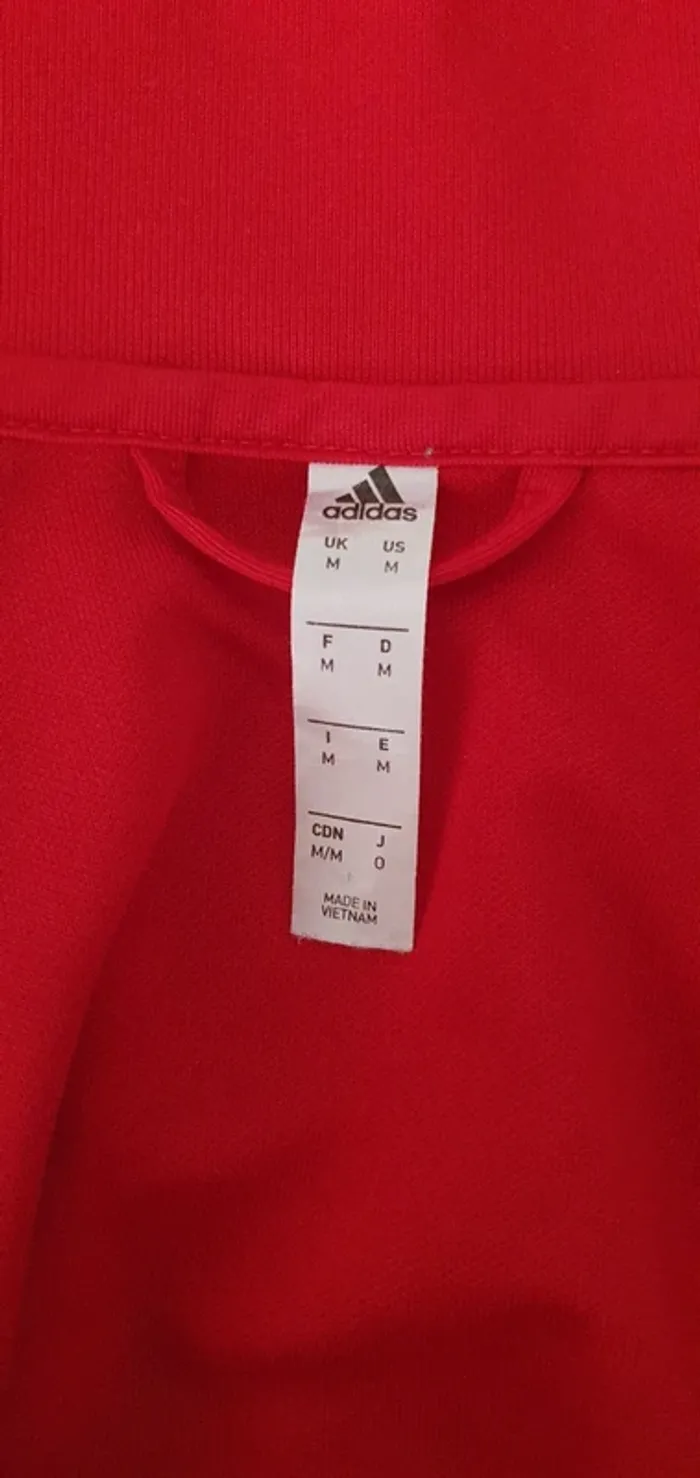 adidas
UK US
M M
F D
M M
I E
M M
CDN J
M/M O
MADE IN
VIETNAM